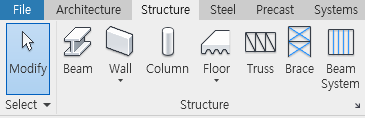 File Architecture Structure Steel Precast Systems
Modify Beam Wall Column Floor Truss Brace Beam
System
Select Structure